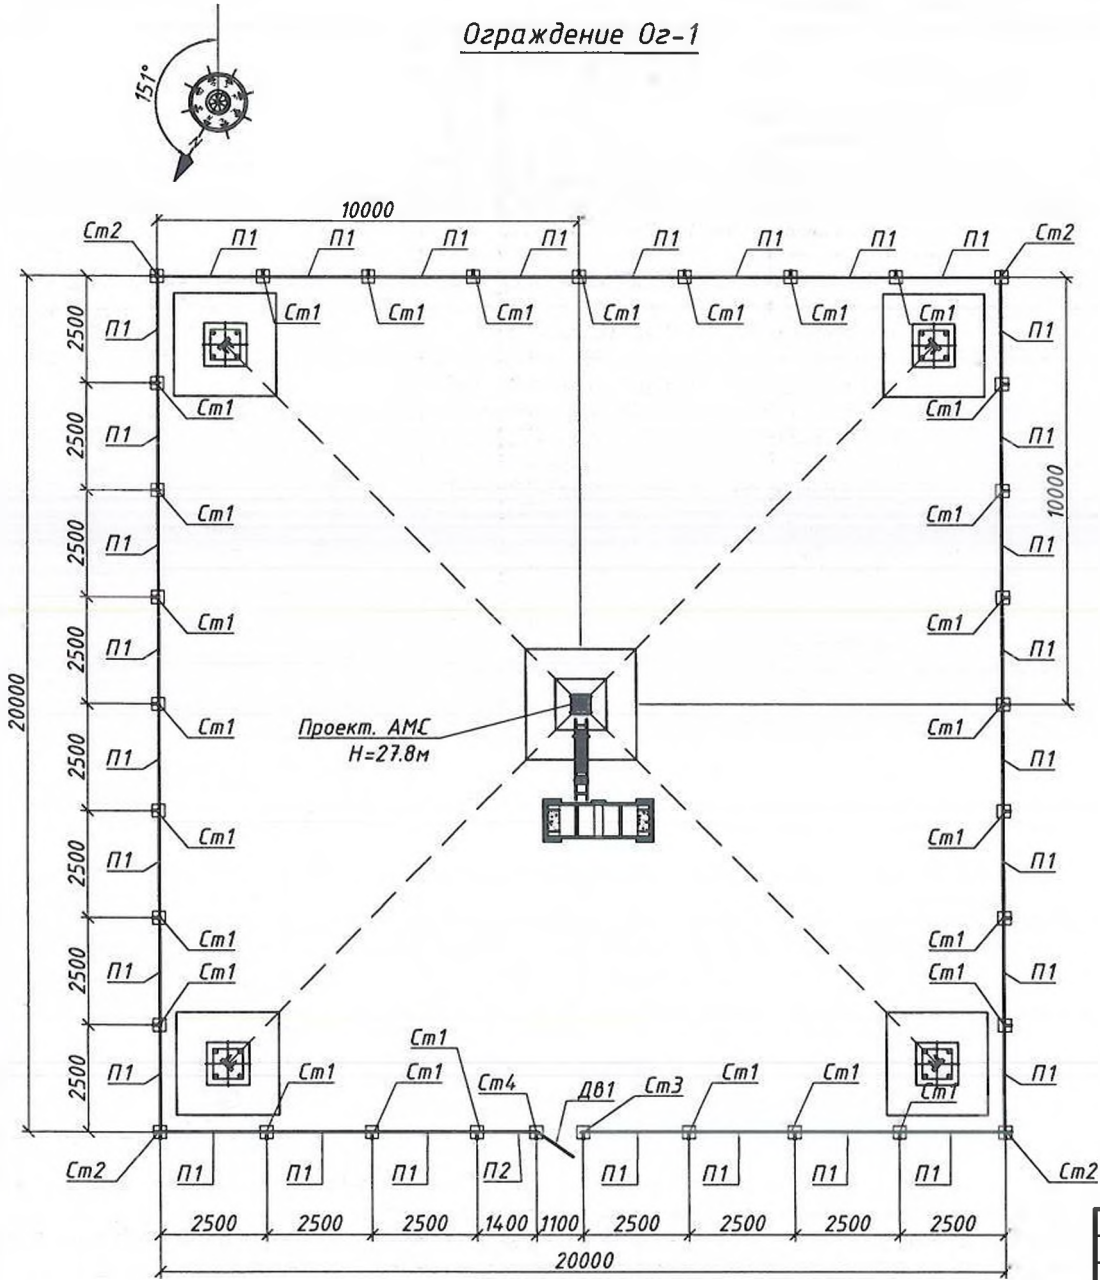 Ограждение Ог-1
151°
N
10000
Ст2 П1 П1 П1 П1 П1 П1 П1 П1 Ст2
Ст1 Ст1 Ст1 Ст1 Ст1 Ст1 Ст1
2500 П1 П1
Ст1 Ст1
2500 П1 П1
10000
Ст1 Ст1
2500 П1 П1
Ст1 Ст1
2500 П1 П1
20000
Ст1 Ст1
Проект. АМС
Н=27.8м
2500 П1 П1
Ст1 Ст1
2500 П1 П1
Ст1 Ст1
2500 П1 Ст1 Ст1 П1
2500 П1 П1
Ст1 Ст1 Ст1 Ст4 Дв1 Ст3 Ст1 Ст1 Ст1
Ст2 П1 П1 П1 П2 П1 П1 П1 П1 Ст2
2500 2500 2500 1400 1100 2500 2500 2500 2500
20000